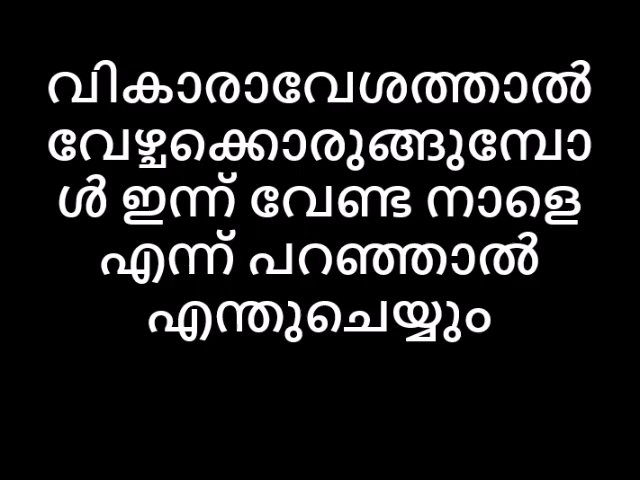 വികാരാവേശത്താൽ
വേഴ്ചക്കൊരുങ്ങുമ്പോ
ൾ ഇന്ന് വേണ്ട നാളെ
എന്ന് പറഞ്ഞാൽ
എന്തുചെയ്യും